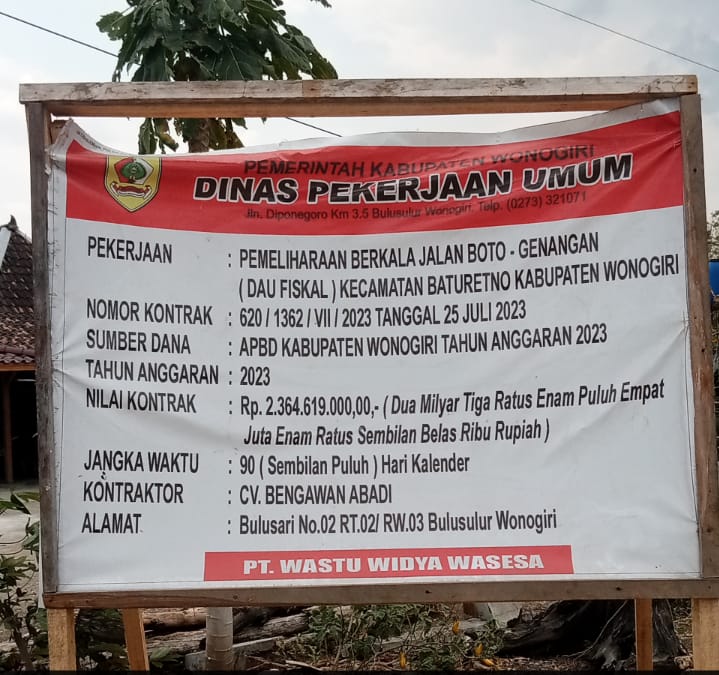 PEMERINTAH KABUPATEN WONOGIRI
DINAS PEKERJAAN UMUM
Jln. Diponegoro Km 3.5 Bulusulur Wonogiri, Telp. (0273) 321071
PEKERJAAN : PEMELIHARAAN BERKALA JALAN BOTO - GENANGAN
( DAU FISKAL ) KECAMATAN BATURETNO KABUPATEN WONOGIRI
NOMOR KONTRAK : 620 / 1362 / VII / 2023 TANGGAL 25 JULI 2023
SUMBER DANA : APBD KABUPATEN WONOGIRI TAHUN ANGGARAN 2023
TAHUN ANGGARAN : 2023
NILAI KONTRAK : Rp. 2.364.619.000,00,- ( Dua Milyar Tiga Ratus Enam Puluh Empat
Juta Enam Ratus Sembilan Belas Ribu Rupiah )
JANGKA WAKTU : 90 ( Sembilan Puluh ) Hari Kalender
KONTRAKTOR : CV. BENGAWAN ABADI
ALAMAT : Bulusari No.02 RT.02/ RW.03 Bulusulur Wonogiri
PT. WASTU WIDYA WASESA